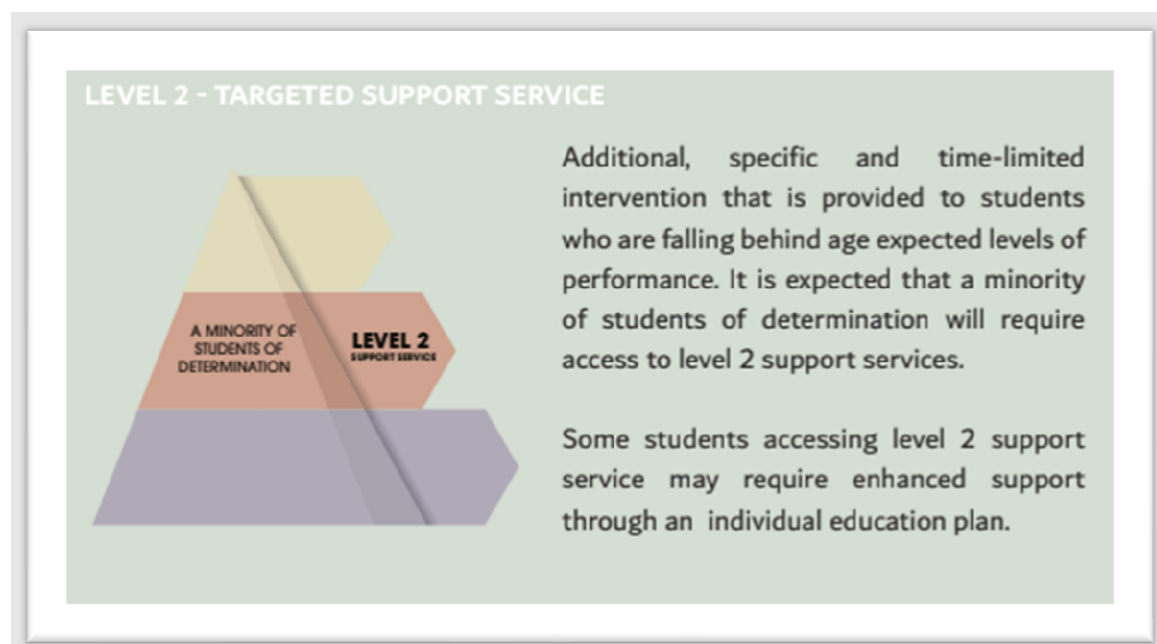 LEVEL 2 - TARGETED SUPPORT SERVICE
A MINORITY OF
STUDENTS OF
DETERMINATION
LEVEL 2
SUPPORT SERVICE
Additional, specific and time-limited
intervention that is provided to students
who are falling behind age expected levels of
performance. It is expected that a minority
of students of determination will require
access to level 2 support services.
Some students accessing level 2 support
service may require enhanced support
through an individual education plan.